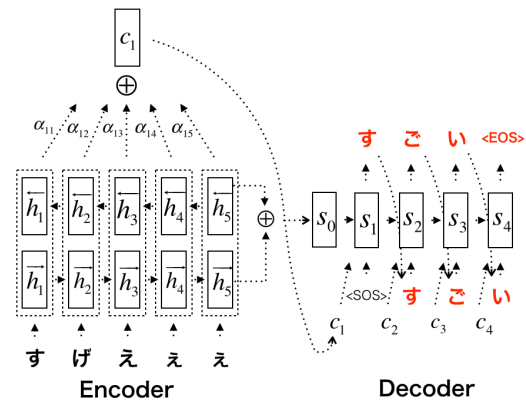 c₁
⊕
α₁₁ α₁₂ α₁₃ α₁₄ α₁₅
す ご い <EOS>
←h₁ ←h₂ ←h₃ ←h₄ ←h₅
⊕ s₀ s₁ s₂ s₃ s₄
→h₁ →h₂ →h₃ →h₄ →h₅
<SOS> す ご い
c₁ c₂ c₃ c₄
す げ え ぇ ぇ
Encoder Decoder